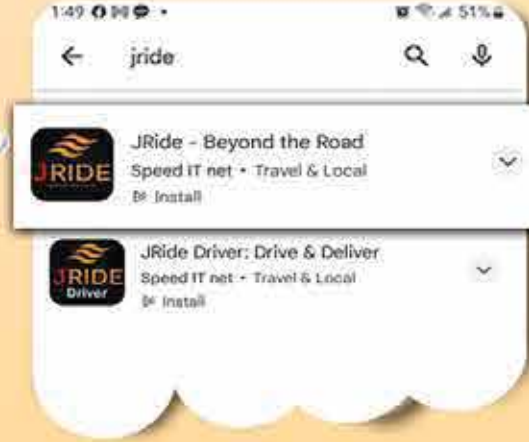 1:49
51%
jride
JRIDE
JRide - Beyond the Road
Speed IT net • Travel & Local
Install
JRIDE
Driver
JRide Driver: Drive & Deliver
Speed IT net • Travel & Local
Install